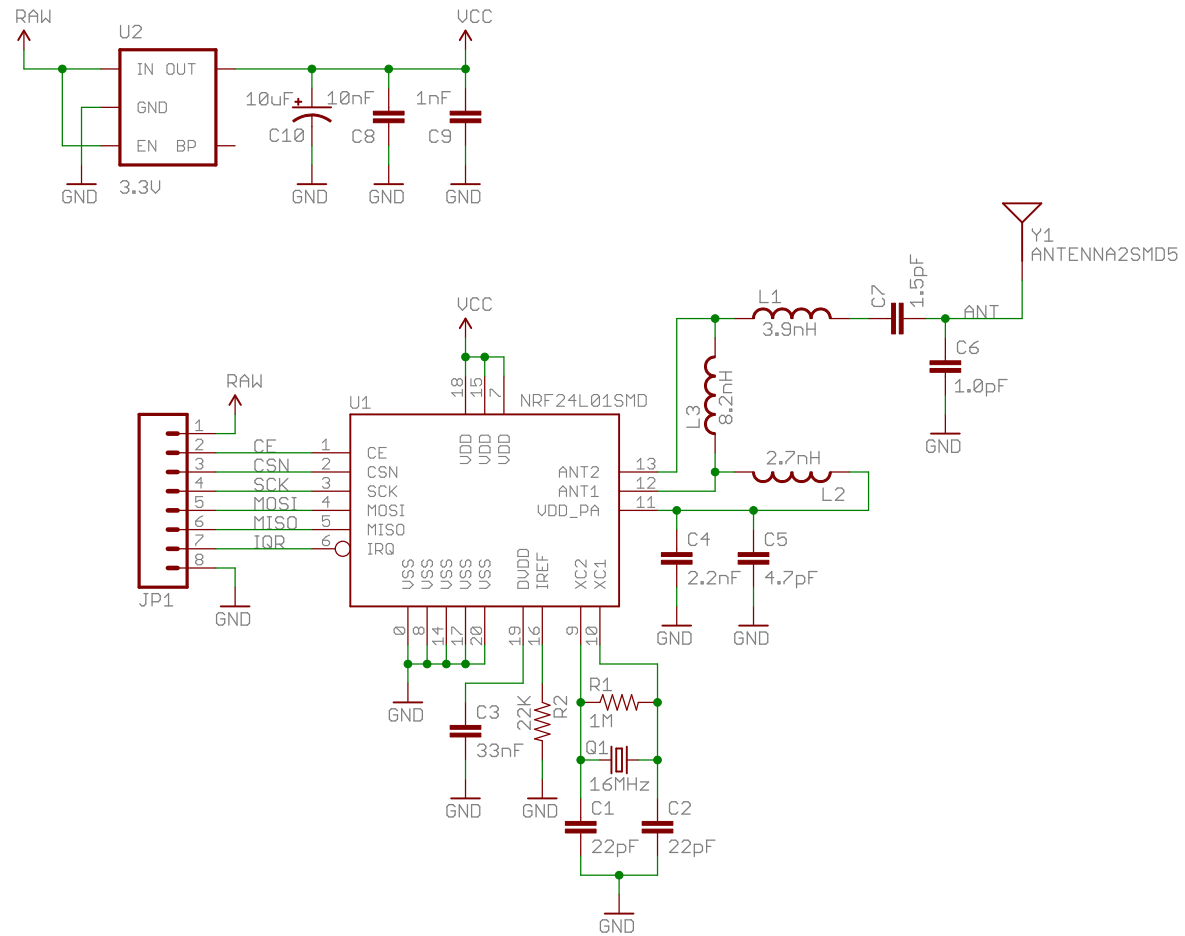 RAW
U2
VCC
IN OUT
GND
EN BP
3.3V
GND
10uF
+
C10
GND
10nF
C8
GND
1nF
C9
GND
Y1
ANTENNA2SMD5
L1
3.9nH
C7
1.5pF
ANT
C6
1.0pF
GND
L3
8.2nH
2.7nH
L2
VCC
18
15
7
RAW
U1
NRF24L01SMD
VDD
VDD
VDD
1
2
3
4
5
6
7
8
JP1
CE
CSN
SCK
MOSI
MISO
IQR
GND
1
2
3
4
5
6
CE
CSN
SCK
MOSI
MISO
IRQ
ANT2
ANT1
VDD_PA
13
12
11
C4
2.2nF
GND
C5
4.7pF
GND
VSS
VSS
VSS
VSS
VSS
DVDD
IREF
XC2
XC1
0
8
14
17
20
19
16
9
10
GND
C3
33nF
GND
22K
R2
GND
R1
1M
Q1
16MHz
C1
22pF
C2
22pF
GND